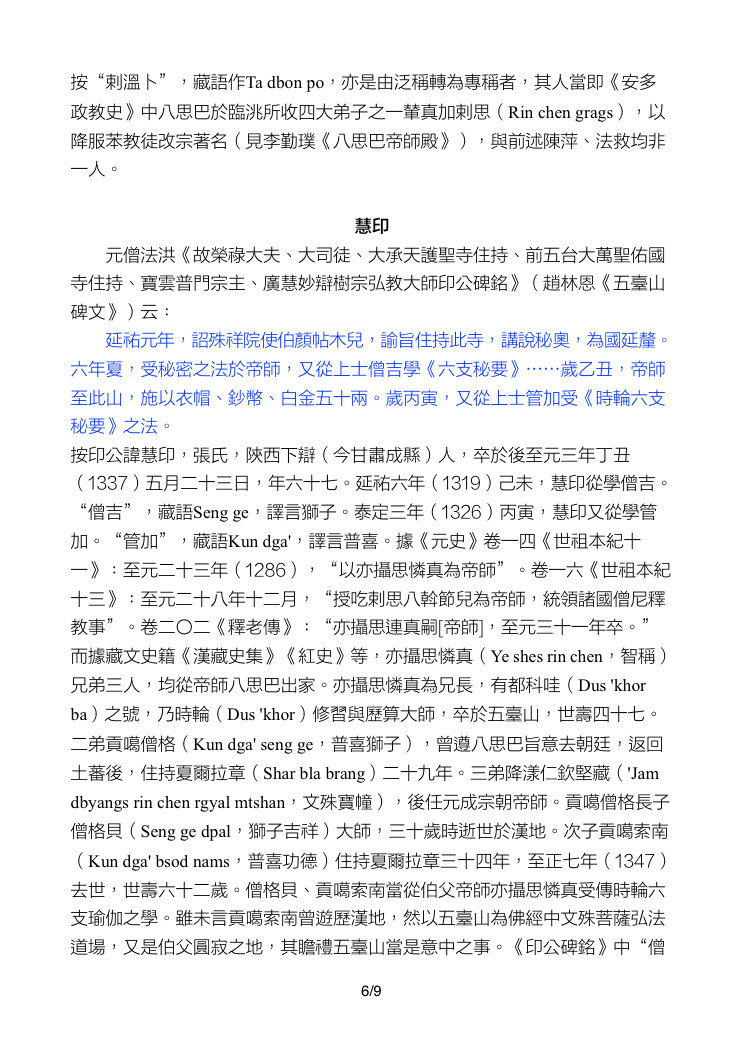 按“剌溫卜”，藏語作Ta dbon po，亦是由泛稱轉為專稱者，其人當即《安多
政教史》中八思巴於臨洮所收四大弟子之一輦真加剌思（Rin chen grags），以
降服苯教徒改宗著名（見李勤璞《八思巴帝師殿》），與前述陳萍、法救均非
一人。
慧印
元僧法洪《故榮祿大夫、大司徒、大承天護聖寺住持、前五台大萬聖佑國
寺住持、寶雲普門宗主、廣慧妙辯樹宗弘教大師印公碑銘》（趙林恩《五臺山
碑文》）云：
延祐元年，詔殊祥院使伯顏帖木兒，諭旨住持此寺，講說秘奧，為國延釐。
六年夏，受秘密之法於帝師，又從上士僧吉學《六支秘要》⋯⋯歲乙丑，帝師
至此山，施以衣帽、鈔幣、白金五十兩。歲丙寅，又從上士管加受《時輪六支
秘要》之法。
按印公諱慧印，張氏，陝西下辯（今甘肅成縣）人，卒於後至元三年丁丑
（1337）五月二十三日，年六十七。延祐六年（1319）己未，慧印從學僧吉。
“僧吉”，藏語Seng ge，譯言獅子。泰定三年（1326）丙寅，慧印又從學管
加。“管加”，藏語Kun dga'，譯言普喜。據《元史》卷一四《世祖本紀十
一》：至元二十三年（1286），“以亦攝思憐真為帝師”。卷一六《世祖本紀
十三》：至元二十八年十二月，“授吃剌思八斡節兒為帝師，統領諸國僧尼釋
教事”。卷二〇二《釋老傳》：“亦攝思連真嗣[帝師]，至元三十一年卒。”
而據藏文史籍《漢藏史集》《紅史》等，亦攝思憐真（Ye shes rin chen，智稱）
兄弟三人，均從帝師八思巴出家。亦攝思憐真為兄長，有都科哇（Dus 'khor
ba）之號，乃時輪（Dus 'khor）修習與歷算大師，卒於五臺山，世壽四十七。
二弟貢噶僧格（Kun dga' seng ge，普喜獅子），曾遵八思巴旨意去朝廷，返回
土蕃後，住持夏爾拉章（Shar bla brang）二十九年。三弟降漾仁欽堅藏（'Jam
dbyangs rin chen rgyal mtshan，文殊寶幢），後任元成宗朝帝師。貢噶僧格長子
僧格貝（Seng ge dpal，獅子吉祥）大師，三十歲時逝世於漢地。次子貢噶索南
（Kun dga' bsod nams，普喜功德）住持夏爾拉章三十四年，至正七年（1347）
去世，世壽六十二歲。僧格貝、貢噶索南當從伯父帝師亦攝思憐真受傳時輪六
支瑜伽之學。雖未言貢噶索南曾遊歷漢地，然以五臺山為佛經中文殊菩薩弘法
道場，又是伯父圓寂之地，其瞻禮五臺山當是意中之事。《印公碑銘》中“僧
6/9